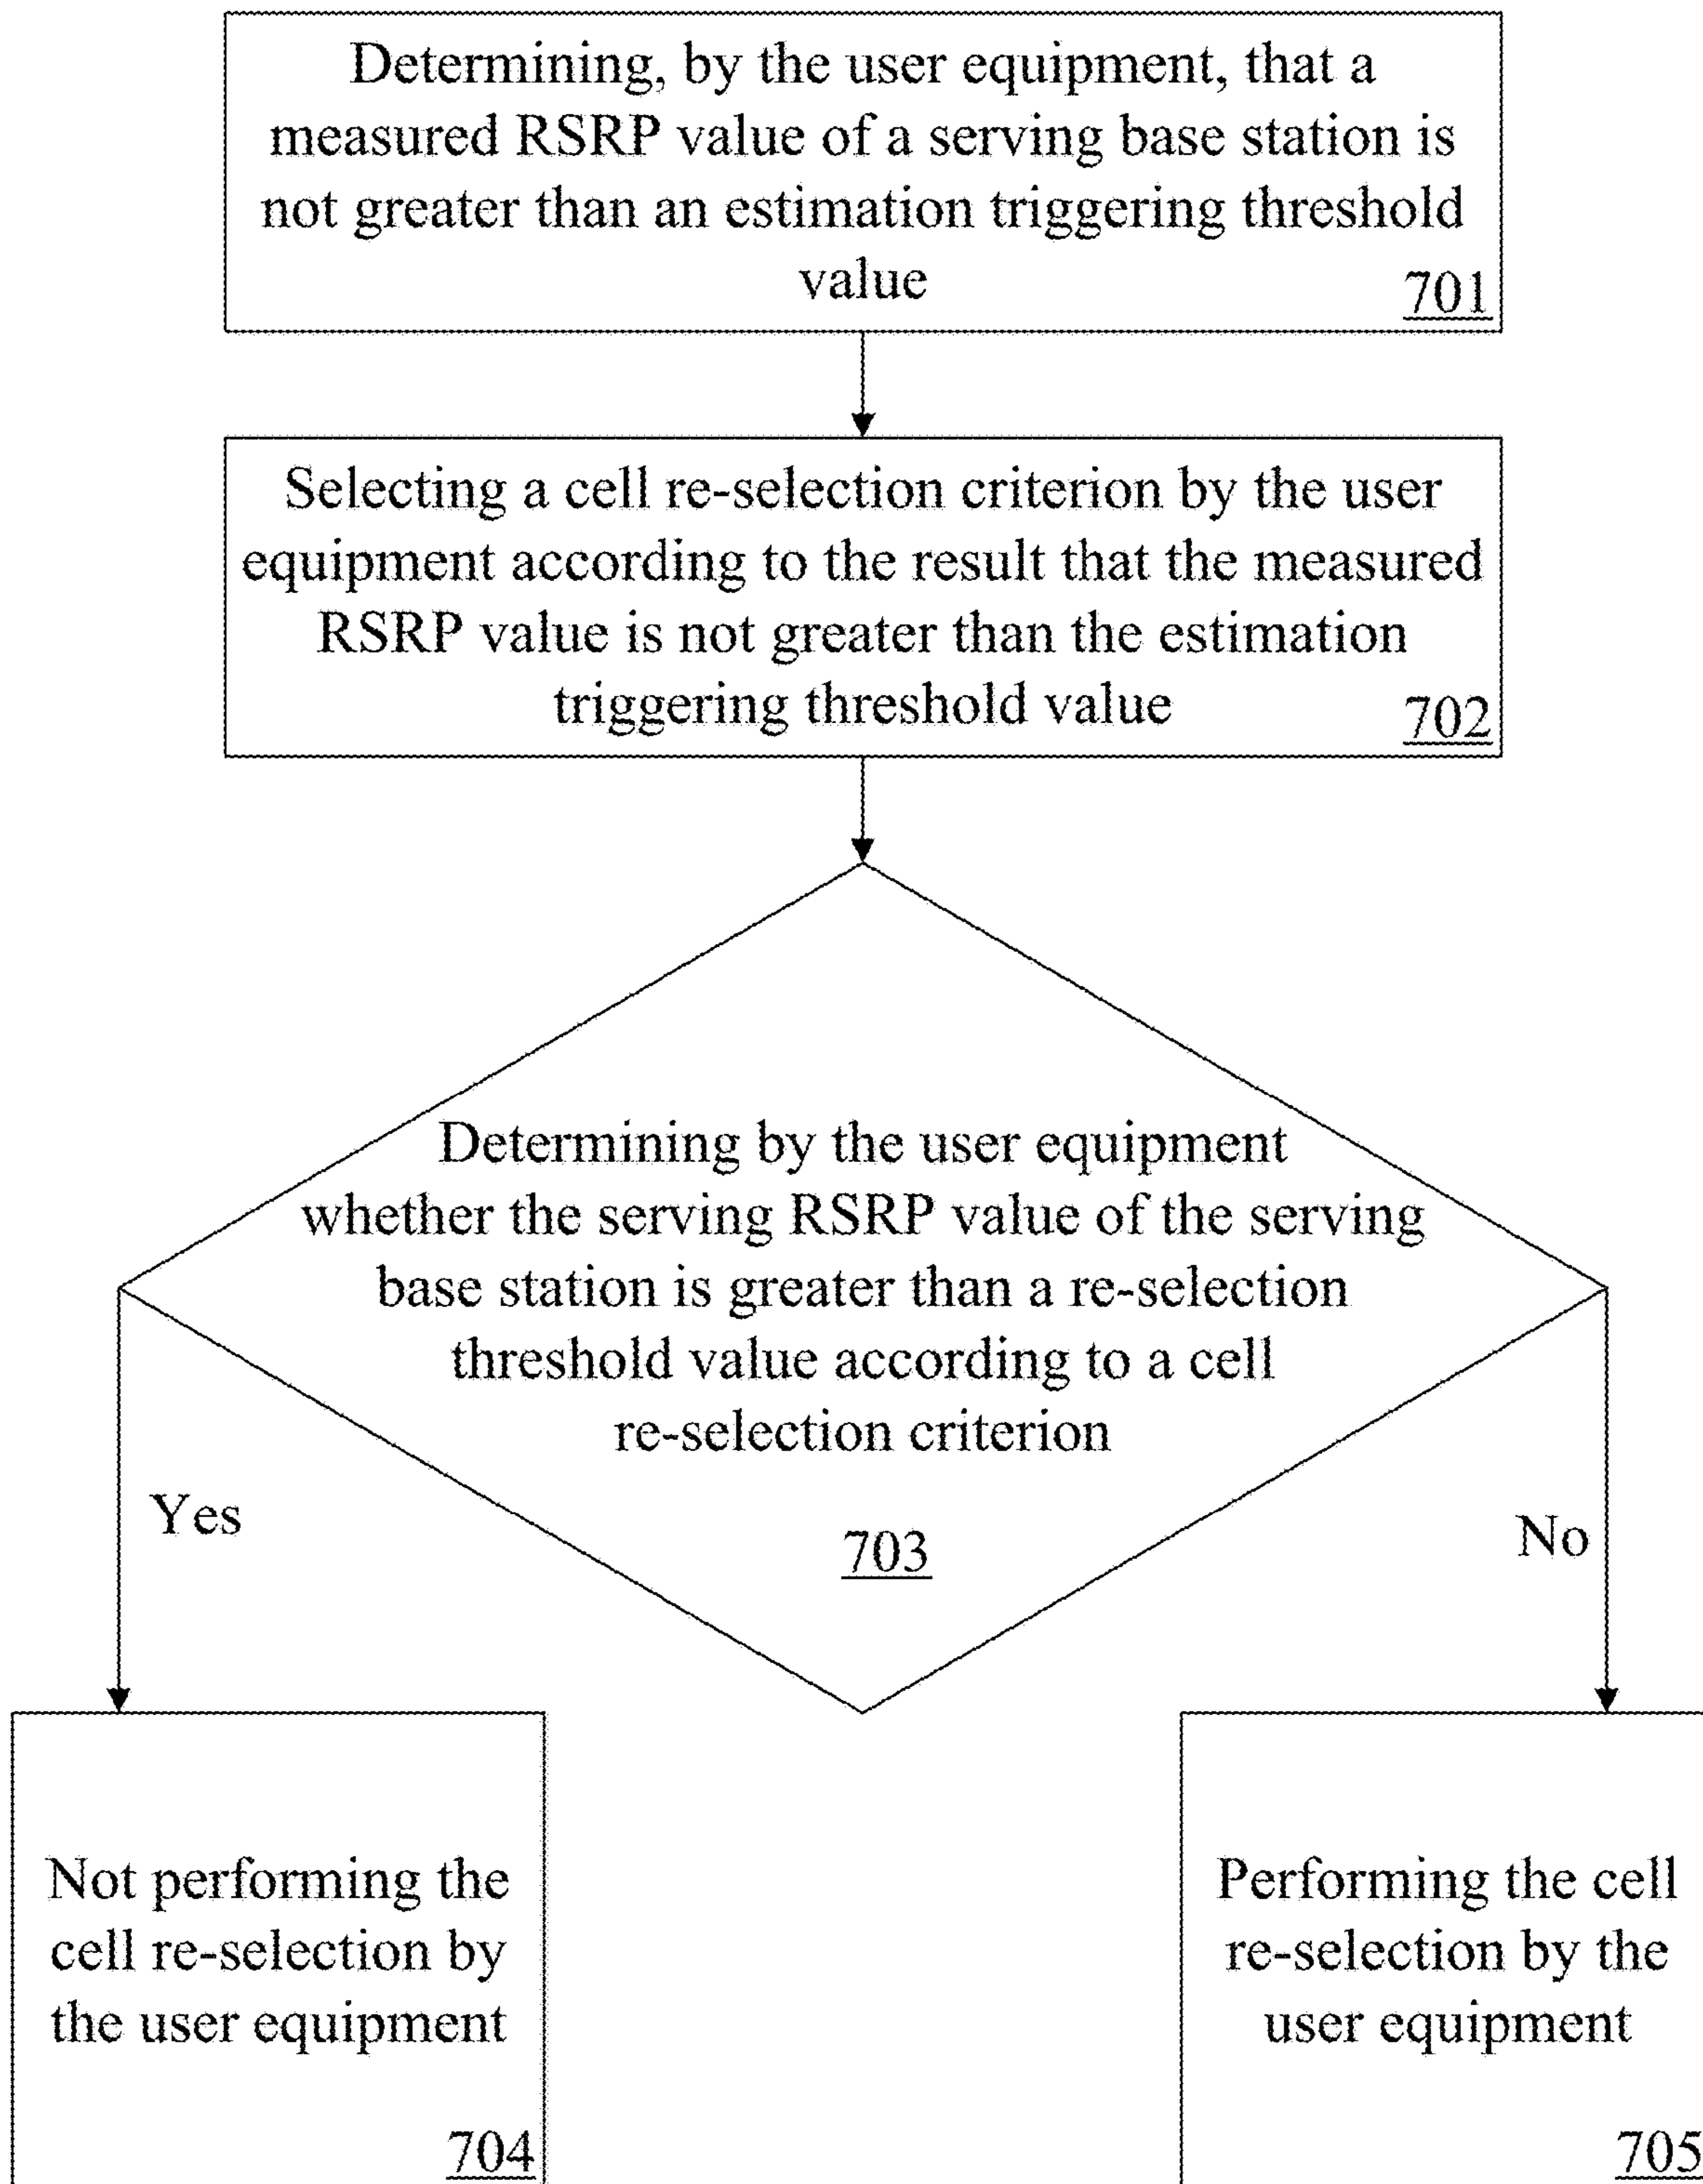 Determining, by the user equipment, that a
measured RSRP value of a serving base station is
not greater than an estimation triggering threshold
value
701
Selecting a cell re-selection criterion by the user
equipment according to the result that the measured
RSRP value is not greater than the estimation
triggering threshold value
702
Determining by the user equipment
whether the serving RSRP value of the serving
base station is greater than a re-selection
threshold value according to a cell
re-selection criterion
703
Yes
No
Not performing the
cell re-selection by
the user equipment
704
Performing the cell
re-selection by the
user equipment
705